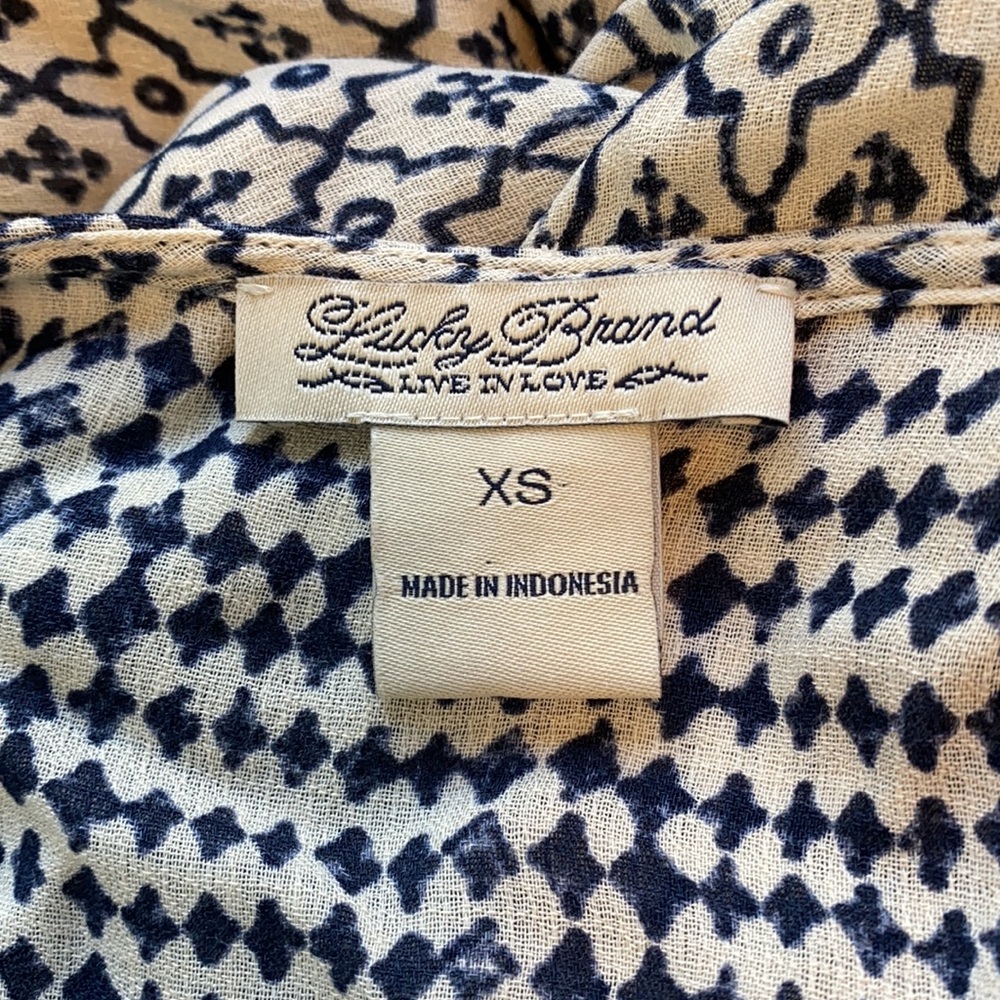 Lucky Brand
LIVE IN LOVE
XS
MADE IN INDONESIA